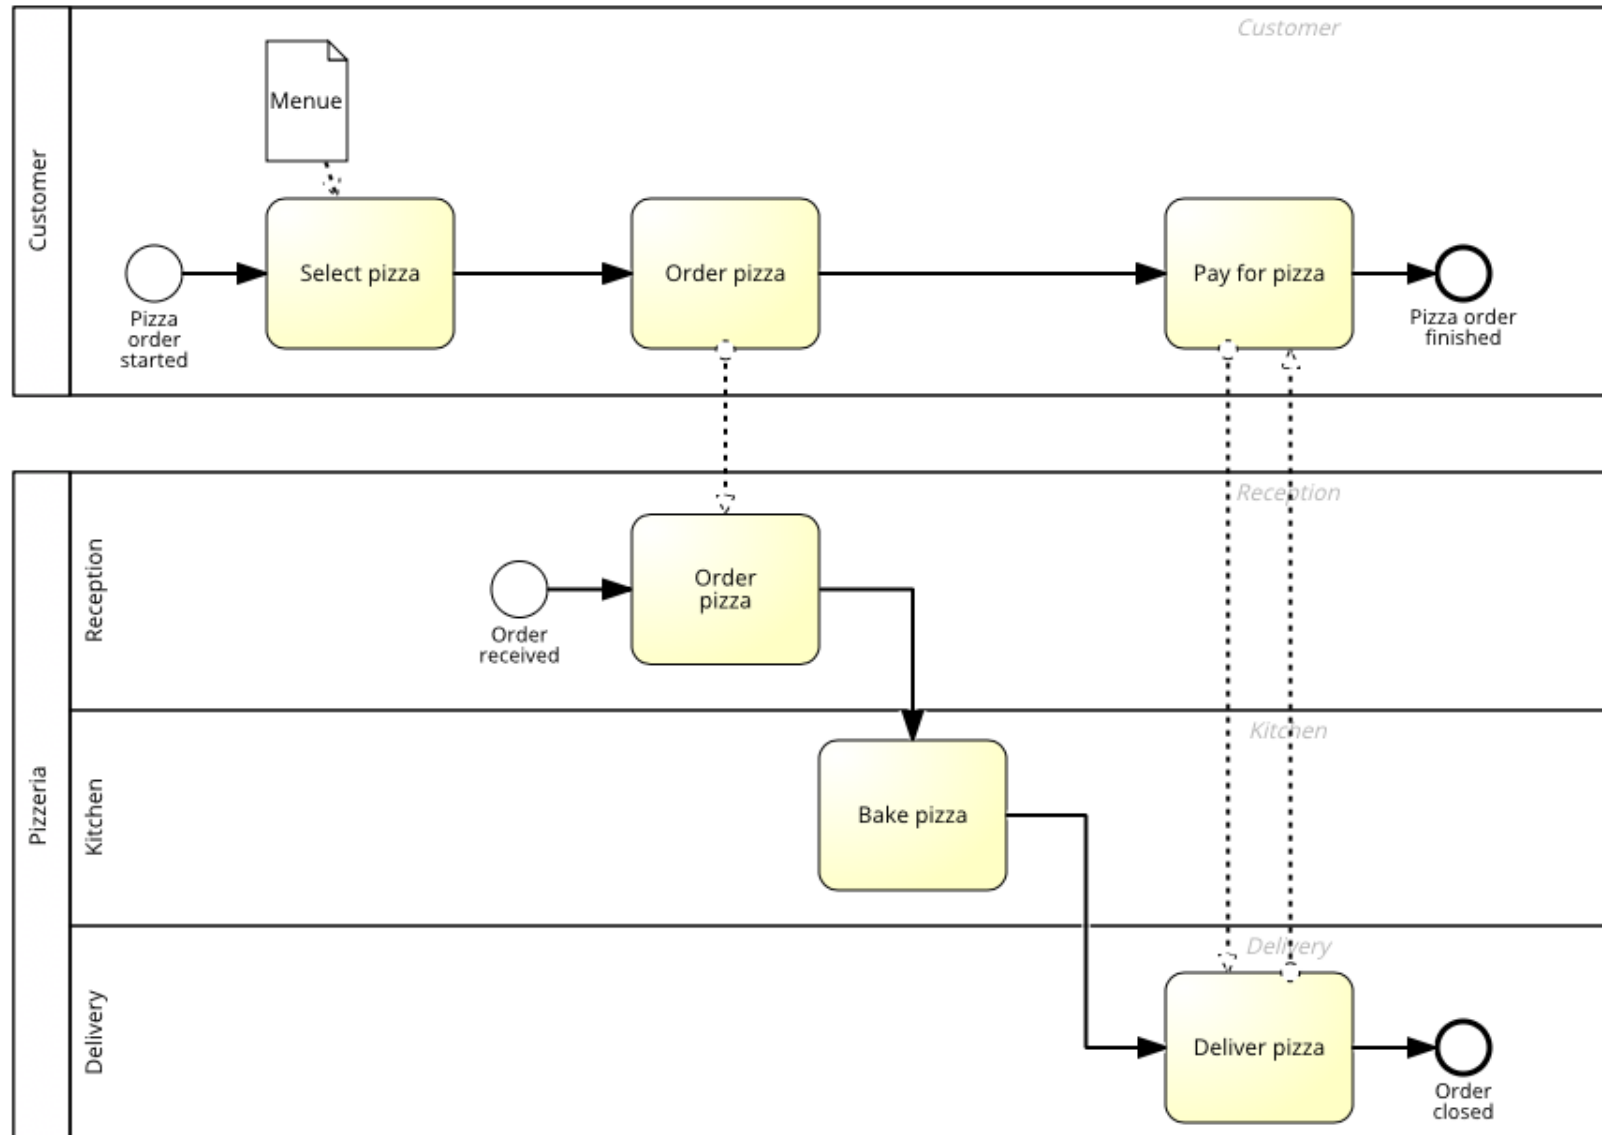 Customer
Customer
Menue
Select pizza
Order pizza
Pay for pizza
Pizza
order
started
Pizza order
finished
Pizzeria
Reception
Reception
Order
pizza
Order
received
Kitchen
Kitchen
Bake pizza
Delivery
Delivery
Deliver pizza
Order
closed